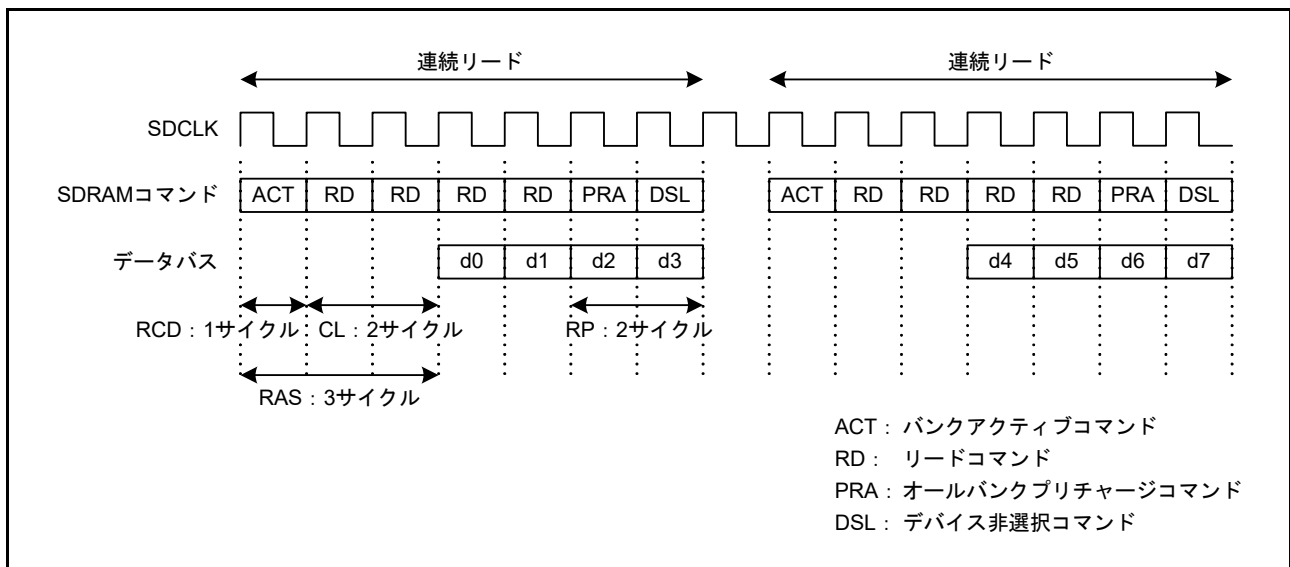 連続リード 連続リード
SDCLK
SDRAMコマンド ACT RD RD RD RD PRA DSL ACT RD RD RD RD PRA DSL
データバス d0 d1 d2 d3 d4 d5 d6 d7
RCD：1サイクル CL：2サイクル RP：2サイクル
RAS：3サイクル
ACT： バンクアクティブコマンド
RD： リードコマンド
PRA： オールバンクプリチャージコマンド
DSL： デバイス非選択コマンド